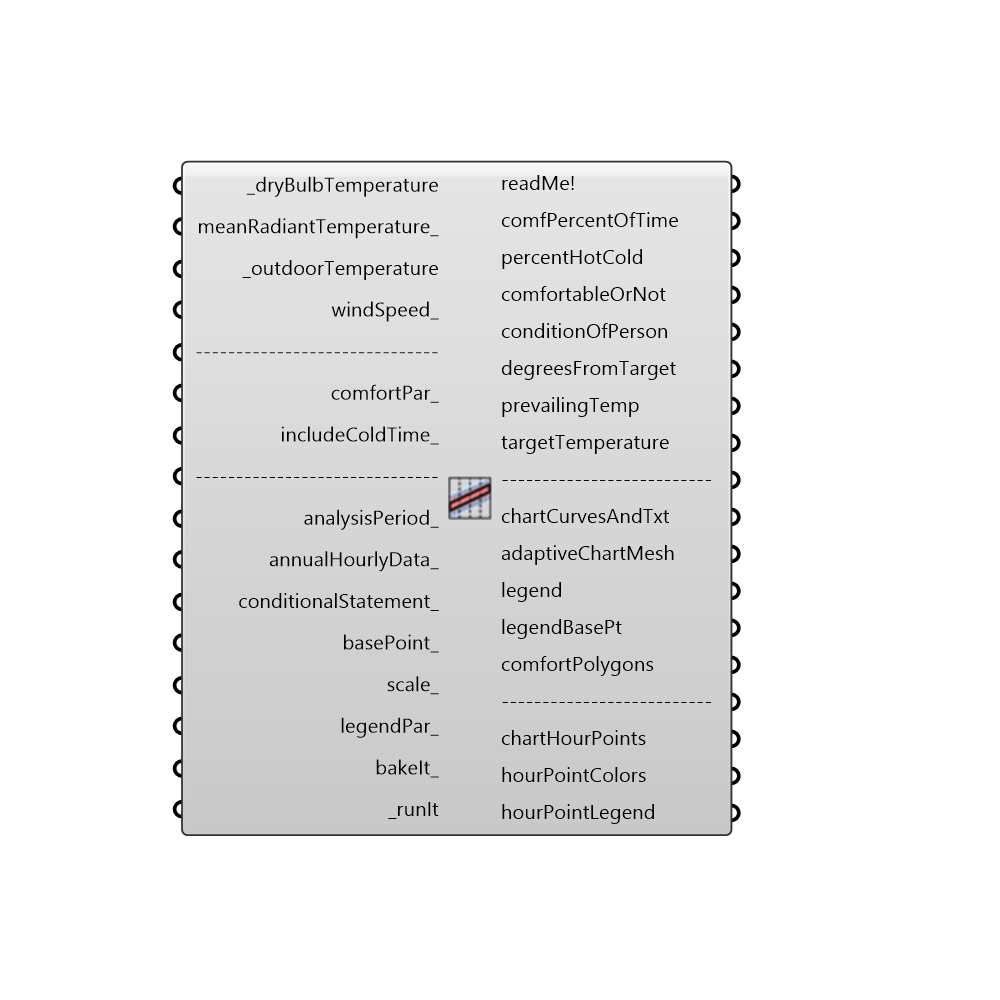 _dryBulbTemperature
meanRadiantTemperature_
_outdoorTemperature
windSpeed_
------------------------------
comfortPar_
includeColdTime_
------------------------------
analysisPeriod_
annualHourlyData_
conditionalStatement_
basePoint_
scale_
legendPar_
bakeIt_
_runIt
readMe!
comfPercentOfTime
percentHotCold
comfortableOrNot
conditionOfPerson
degreesFromTarget
prevailingTemp
targetTemperature
--------------------------
chartCurvesAndTxt
adaptiveChartMesh
legend
legendBasePt
comfortPolygons
--------------------------
chartHourPoints
hourPointColors
hourPointLegend